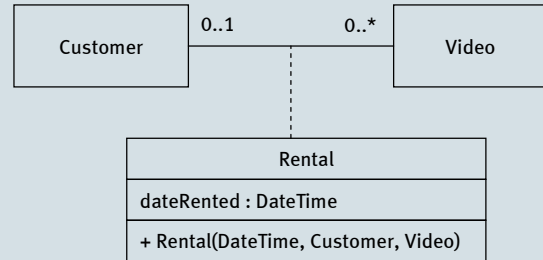 0..1
0..*
Customer
Video
Rental
dateRented : DateTime
+ Rental(DateTime, Customer, Video)